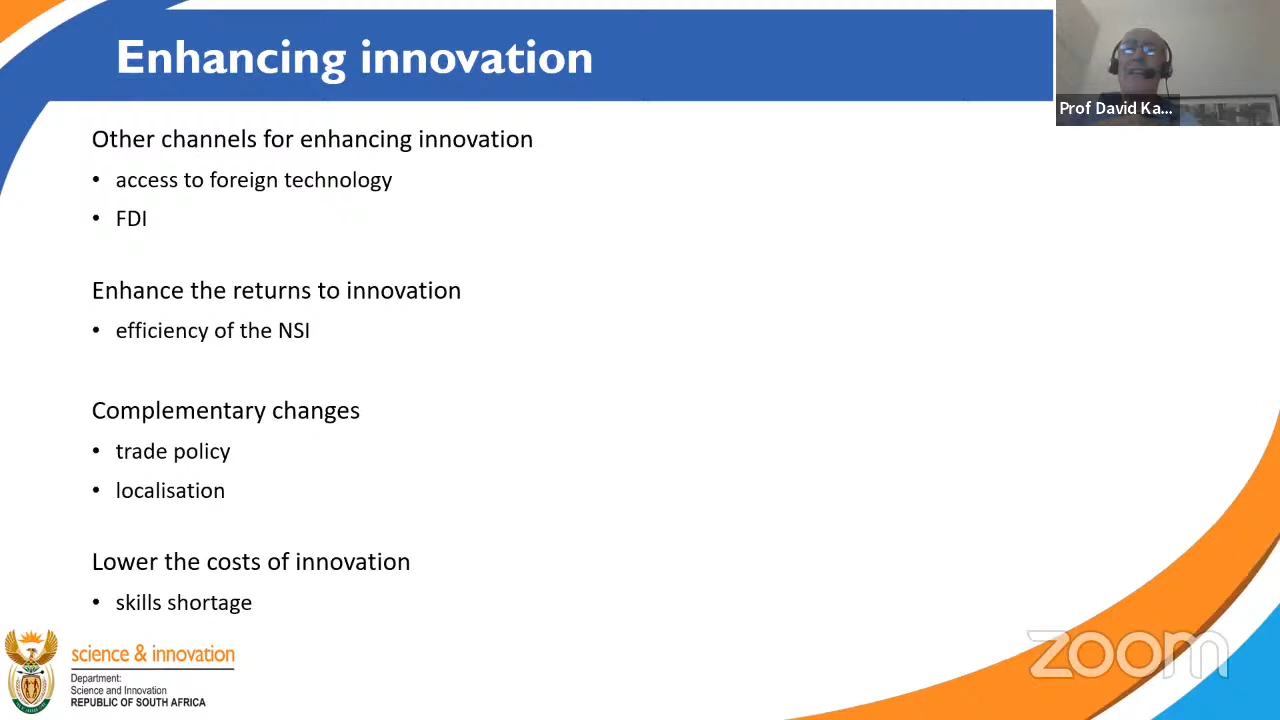 Enhancing innovation
Prof David Ka...
Other channels for enhancing innovation
• access to foreign technology
• FDI
Enhance the returns to innovation
• efficiency of the NSI
Complementary changes
• trade policy
• localisation
Lower the costs of innovation
• skills shortage
science & innovation
Department:
Science and Innovation
REPUBLIC OF SOUTH AFRICA
zoom